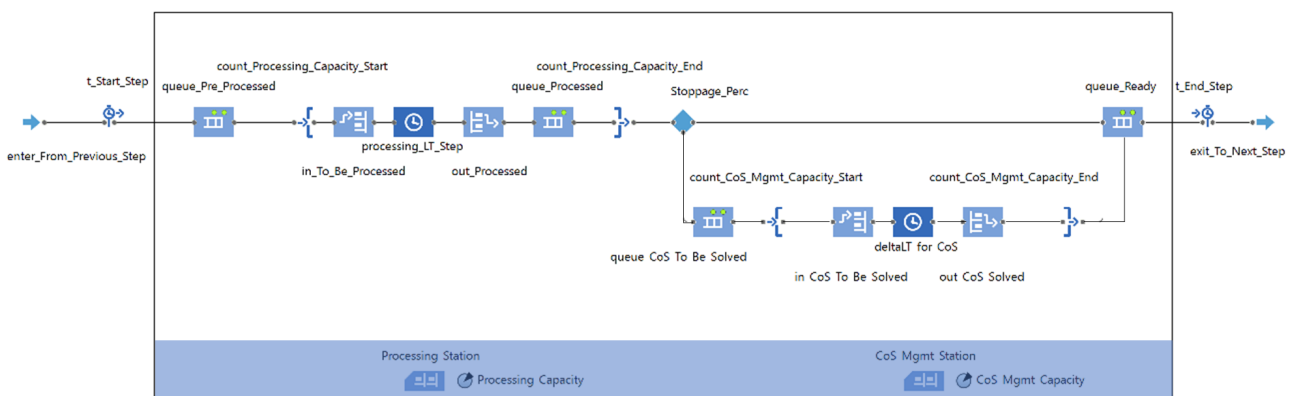 count_Processing_Capacity_Start
count_Processing_Capacity_End
t_Start_Step
queue_Pre_Processed
queue_Processed
Stoppage_Perc
queue_Ready
t_End_Step
enter_From_Previous_Step
processing_LT_Step
exit_To_Next_Step
in_To_Be_Processed
out_Processed
count_CoS_Mgmt_Capacity_Start
count_CoS_Mgmt_Capacity_End
deltaLT for CoS
queue CoS To Be Solved
in CoS To Be Solved
out CoS Solved
Processing Station
CoS Mgmt Station
Processing Capacity
CoS Mgmt Capacity